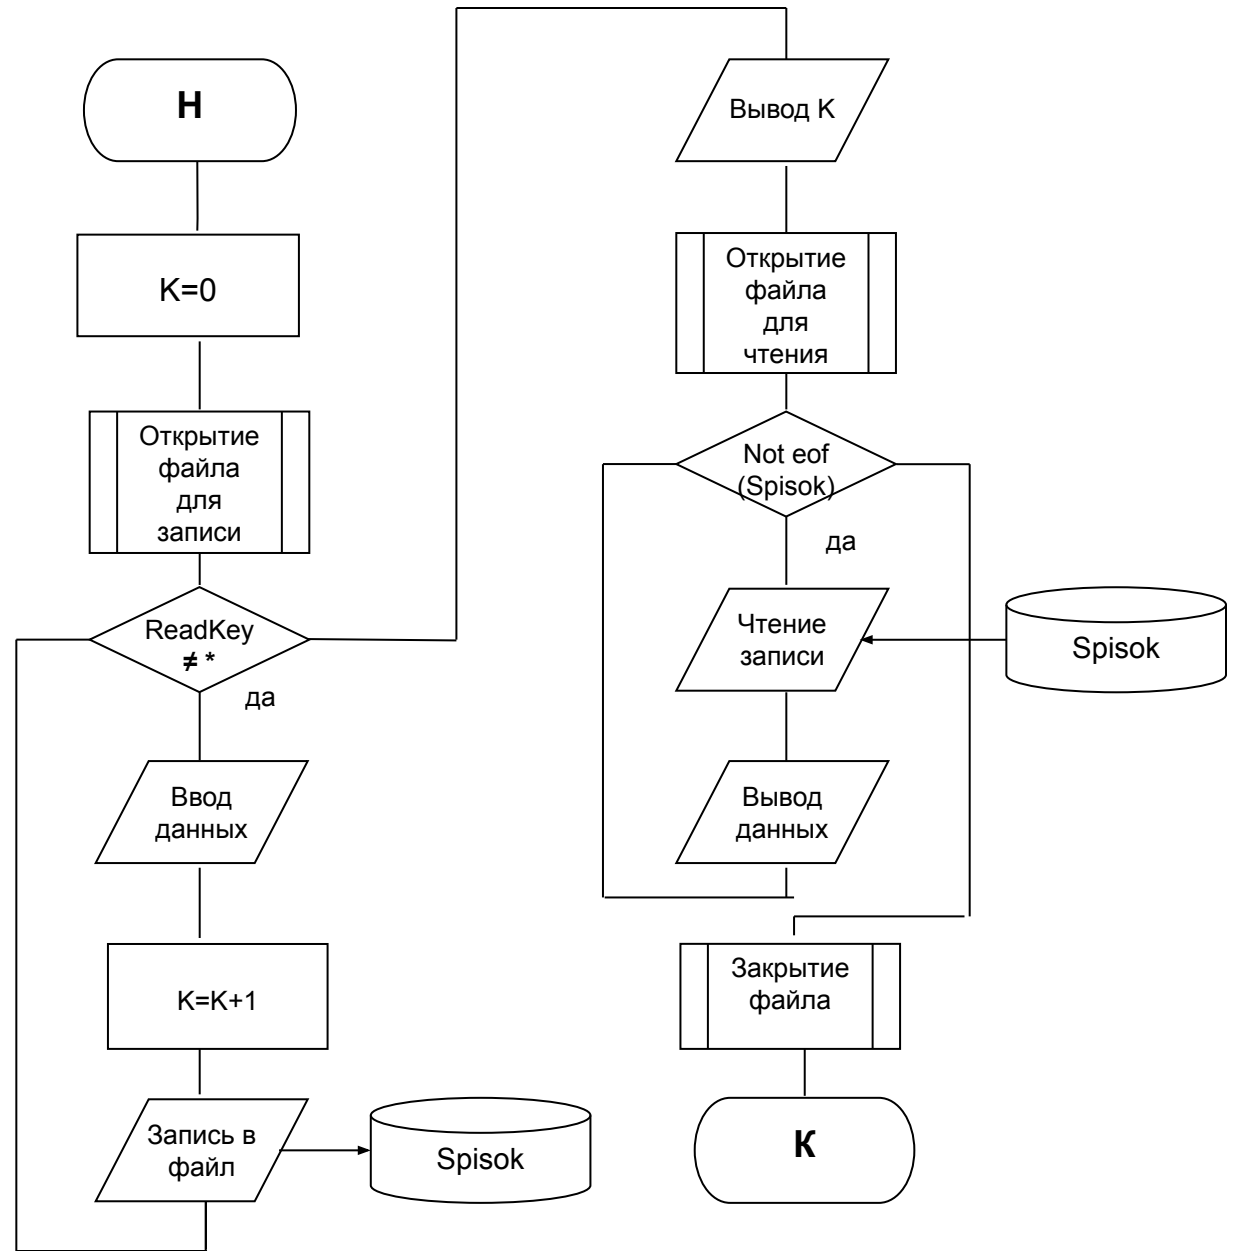 Н
K=0
Открытие
файла
для
записи
ReadKey
≠ *
да
Ввод
данных
K=K+1
Запись в
файл
Spisok
Вывод K
Открытие
файла
для
чтения
Not eof
(Spisok)
да
Чтение
записи
Spisok
Вывод
данных
Закрытие
файла
К